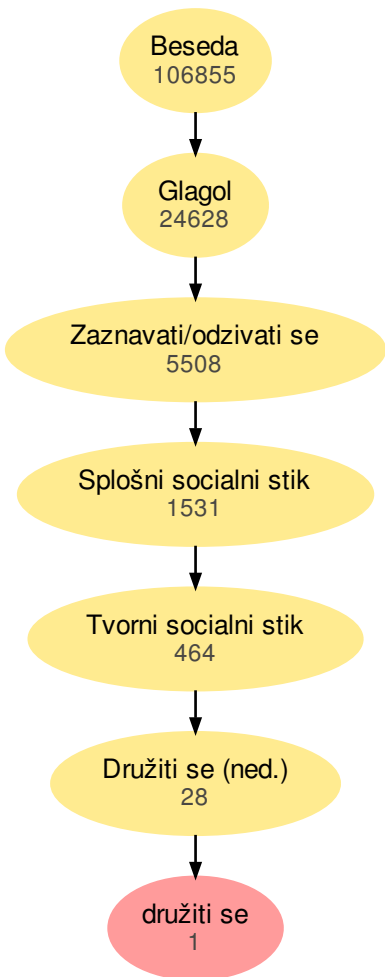 Beseda
106855
Glagol
24628
Zaznavati/odzivati se
5508
Splošni socialni stik
1531
Tvorni socialni stik
464
Družiti se (ned.)
28
družiti se
1